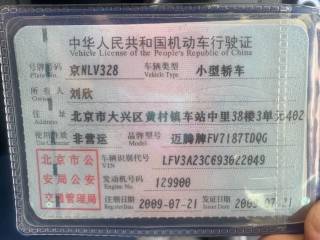 中华人民共和国机动车行驶证
Vehicle License of the People's Republic of China
号牌号码 京NLV328 车辆类型 小型轿车
Plate No. Vehicle Type
所有人 刘欣
Owner
住址 北京市大兴区黄村镇车站中里38楼3单元402
Address
使用性质 非营运 品牌型号 迈腾牌FV7187TDQG
Use Character Model
北京市公安局公安交通管理局
车辆识别代号 LFV3A23C693062049
VIN
发动机号码 129900
Engine No.
注册日期 2009-07-21 发证日期 2009-07-21
Register Date Issue Date